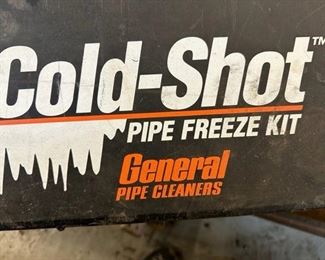 Cold-Shot™
PIPE FREEZE KIT
General
PIPE CLEANERS